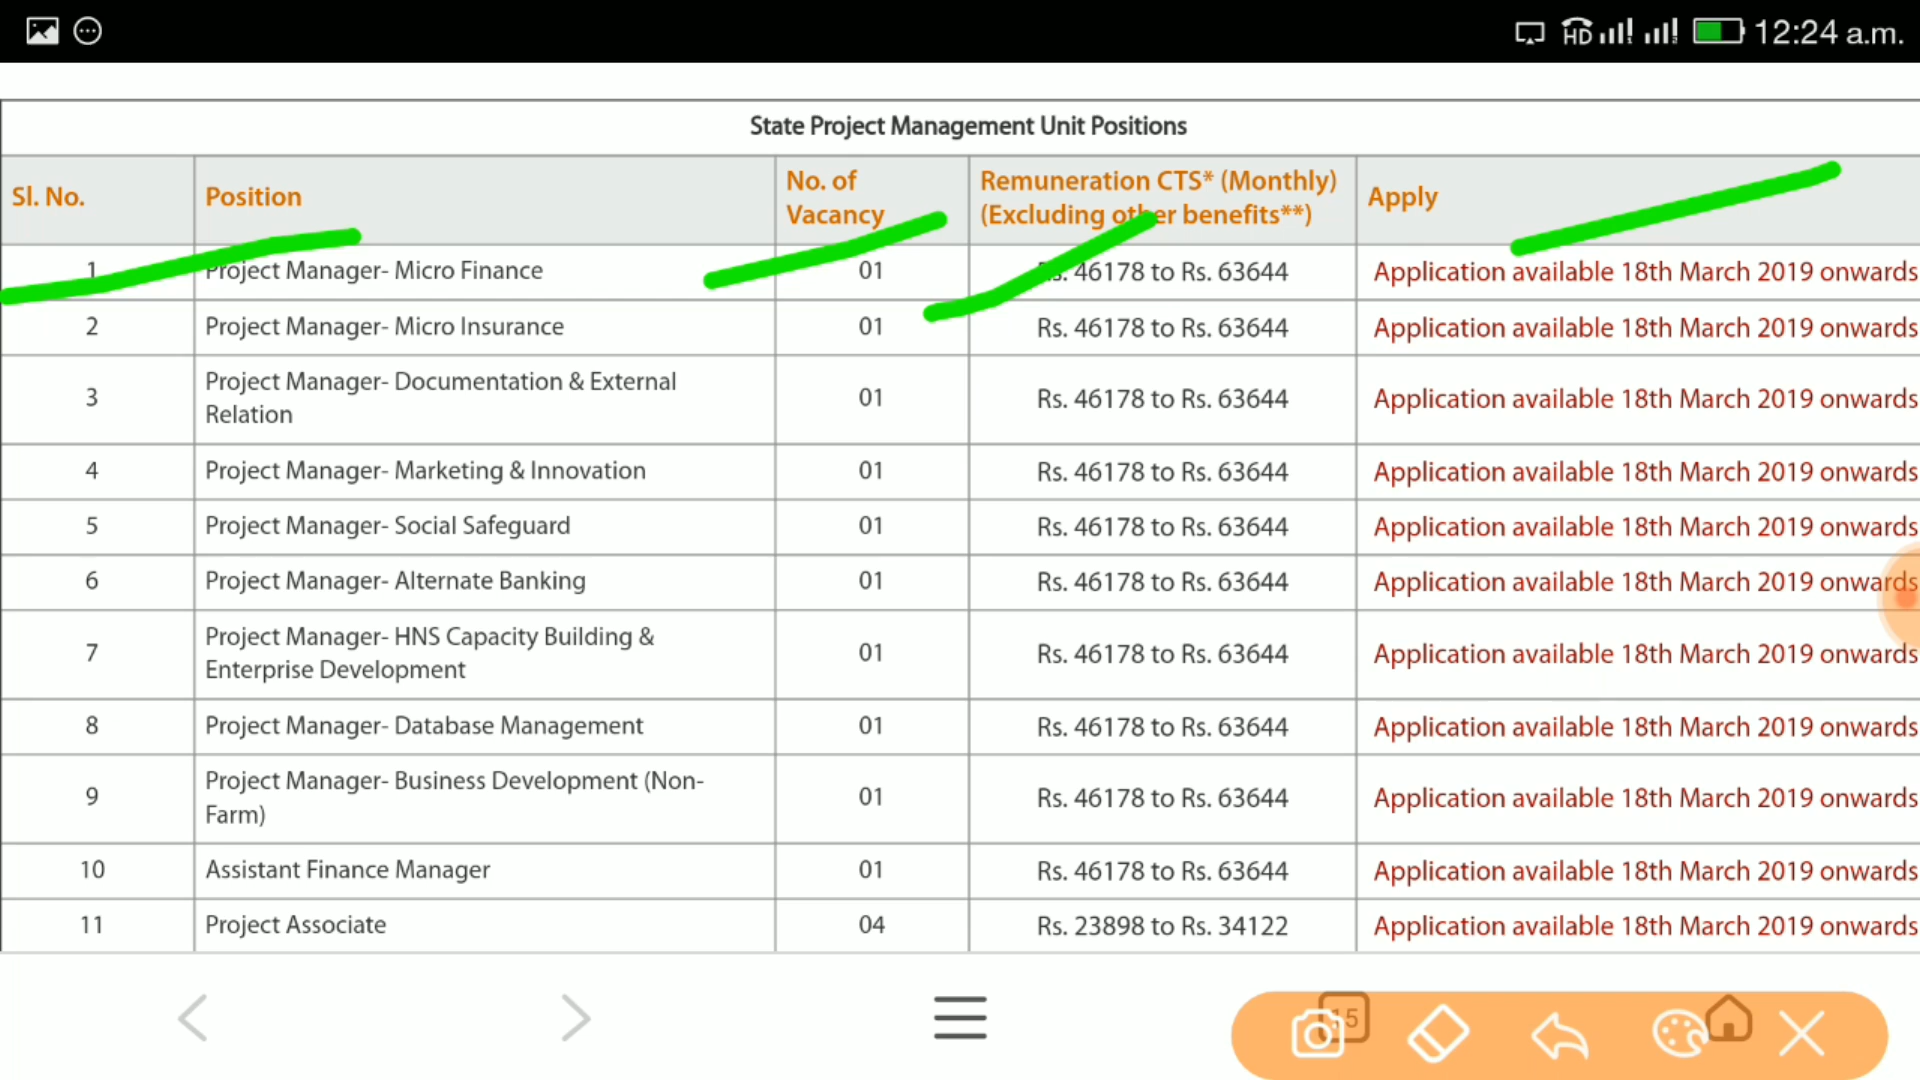 HD 12:24 a.m.
State Project Management Unit Positions
Sl. No. Position No. of Vacancy Remuneration CTS* (Monthly) (Excluding other benefits**) Apply
1 Project Manager- Micro Finance 01 Rs. 46178 to Rs. 63644 Application available 18th March 2019 onwards
2 Project Manager- Micro Insurance 01 Rs. 46178 to Rs. 63644 Application available 18th March 2019 onwards
3 Project Manager- Documentation & External Relation 01 Rs. 46178 to Rs. 63644 Application available 18th March 2019 onwards
4 Project Manager- Marketing & Innovation 01 Rs. 46178 to Rs. 63644 Application available 18th March 2019 onwards
5 Project Manager- Social Safeguard 01 Rs. 46178 to Rs. 63644 Application available 18th March 2019 onwards
6 Project Manager- Alternate Banking 01 Rs. 46178 to Rs. 63644 Application available 18th March 2019 onwards
7 Project Manager- HNS Capacity Building & Enterprise Development 01 Rs. 46178 to Rs. 63644 Application available 18th March 2019 onwards
8 Project Manager- Database Management 01 Rs. 46178 to Rs. 63644 Application available 18th March 2019 onwards
9 Project Manager- Business Development (Non-Farm) 01 Rs. 46178 to Rs. 63644 Application available 18th March 2019 onwards
10 Assistant Finance Manager 01 Rs. 46178 to Rs. 63644 Application available 18th March 2019 onwards
11 Project Associate 04 Rs. 23898 to Rs. 34122 Application available 18th March 2019 onwards